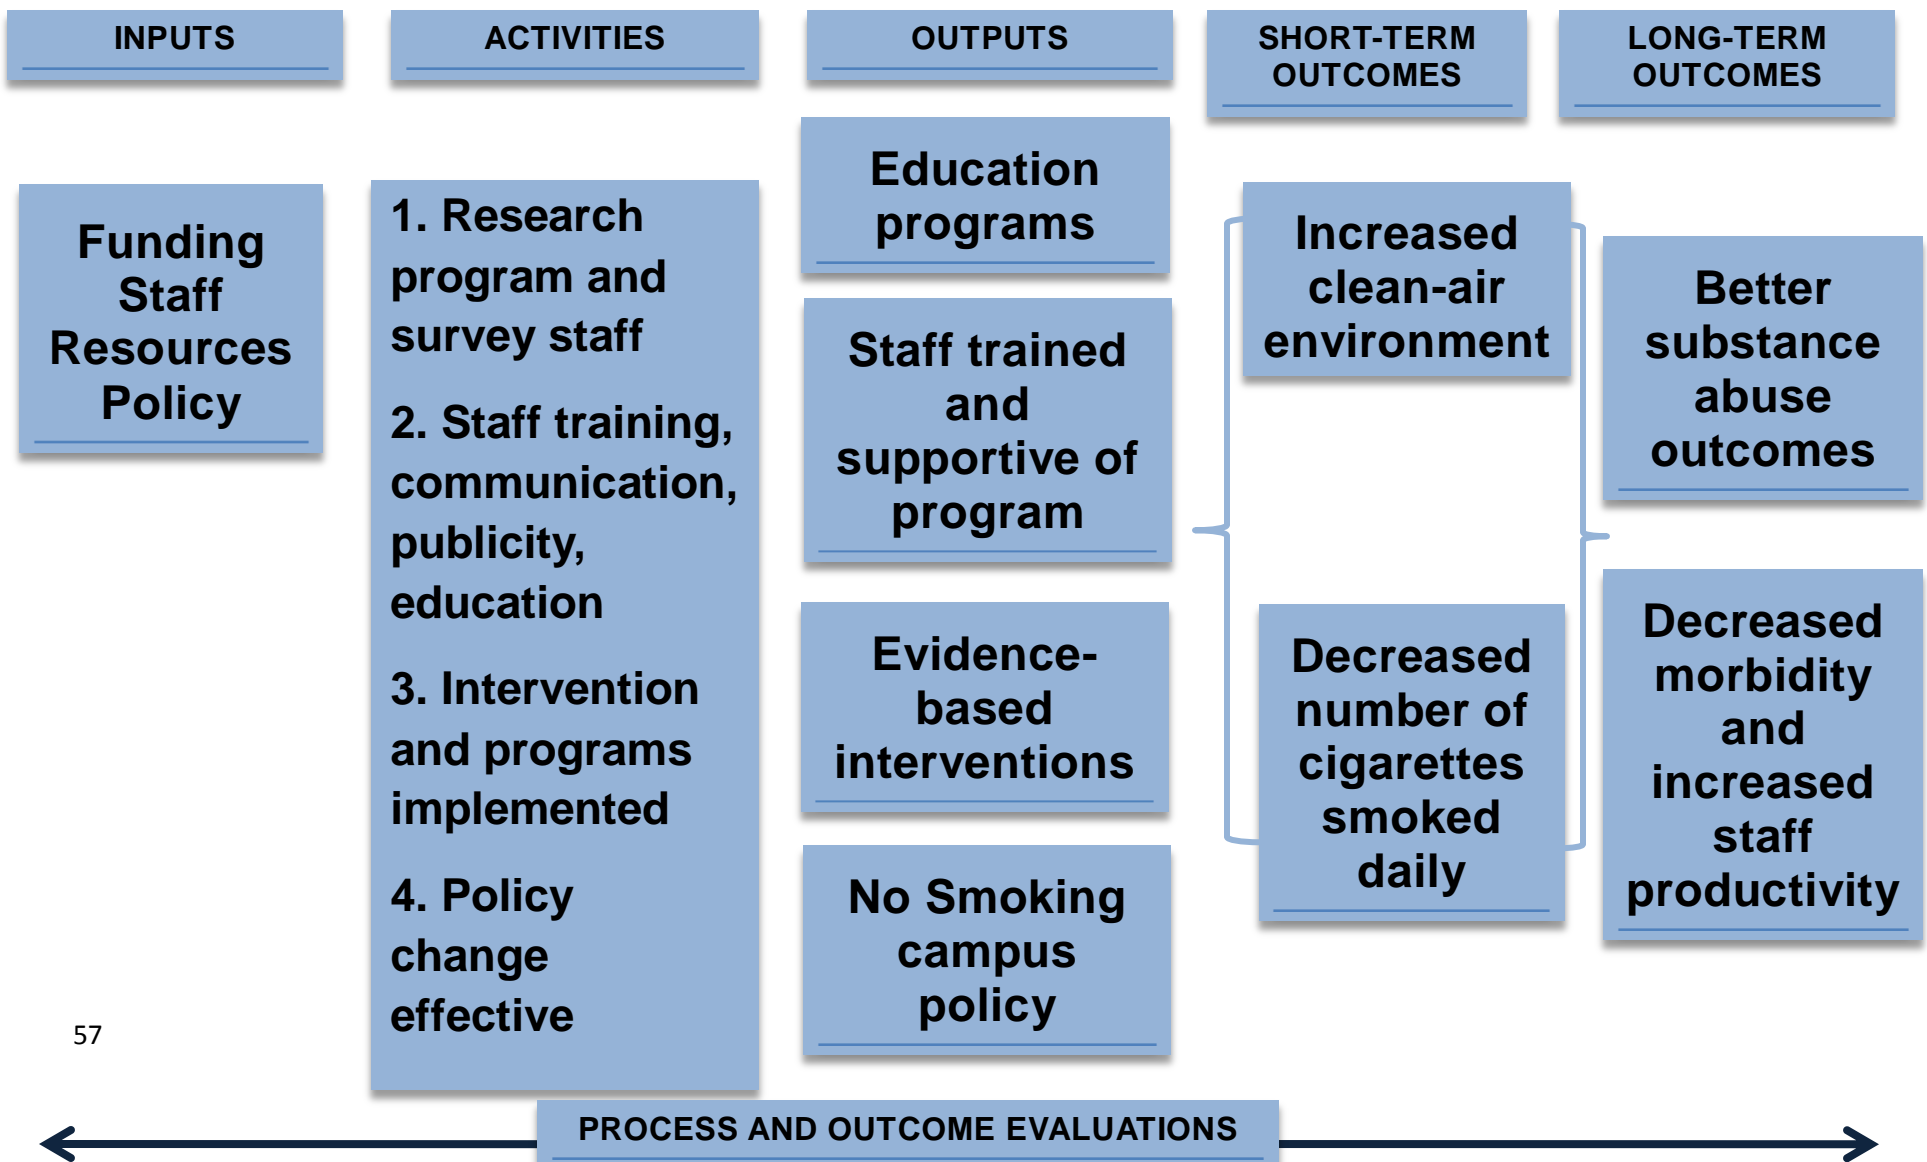 INPUTS
ACTIVITIES
OUTPUTS
SHORT-TERM
OUTCOMES
LONG-TERM
OUTCOMES
Funding
Staff
Resources
Policy
1. Research
program and
survey staff
2. Staff training,
communication,
publicity,
education
3. Intervention
and programs
implemented
4. Policy
change
effective
Education
programs
Staff trained
and
supportive of
program
Evidence-
based
interventions
No Smoking
campus
policy
Increased
clean-air
environment
Decreased
number of
cigarettes
smoked
daily
Better
substance
abuse
outcomes
Decreased
morbidity
and
increased
staff
productivity
57
PROCESS AND OUTCOME EVALUATIONS